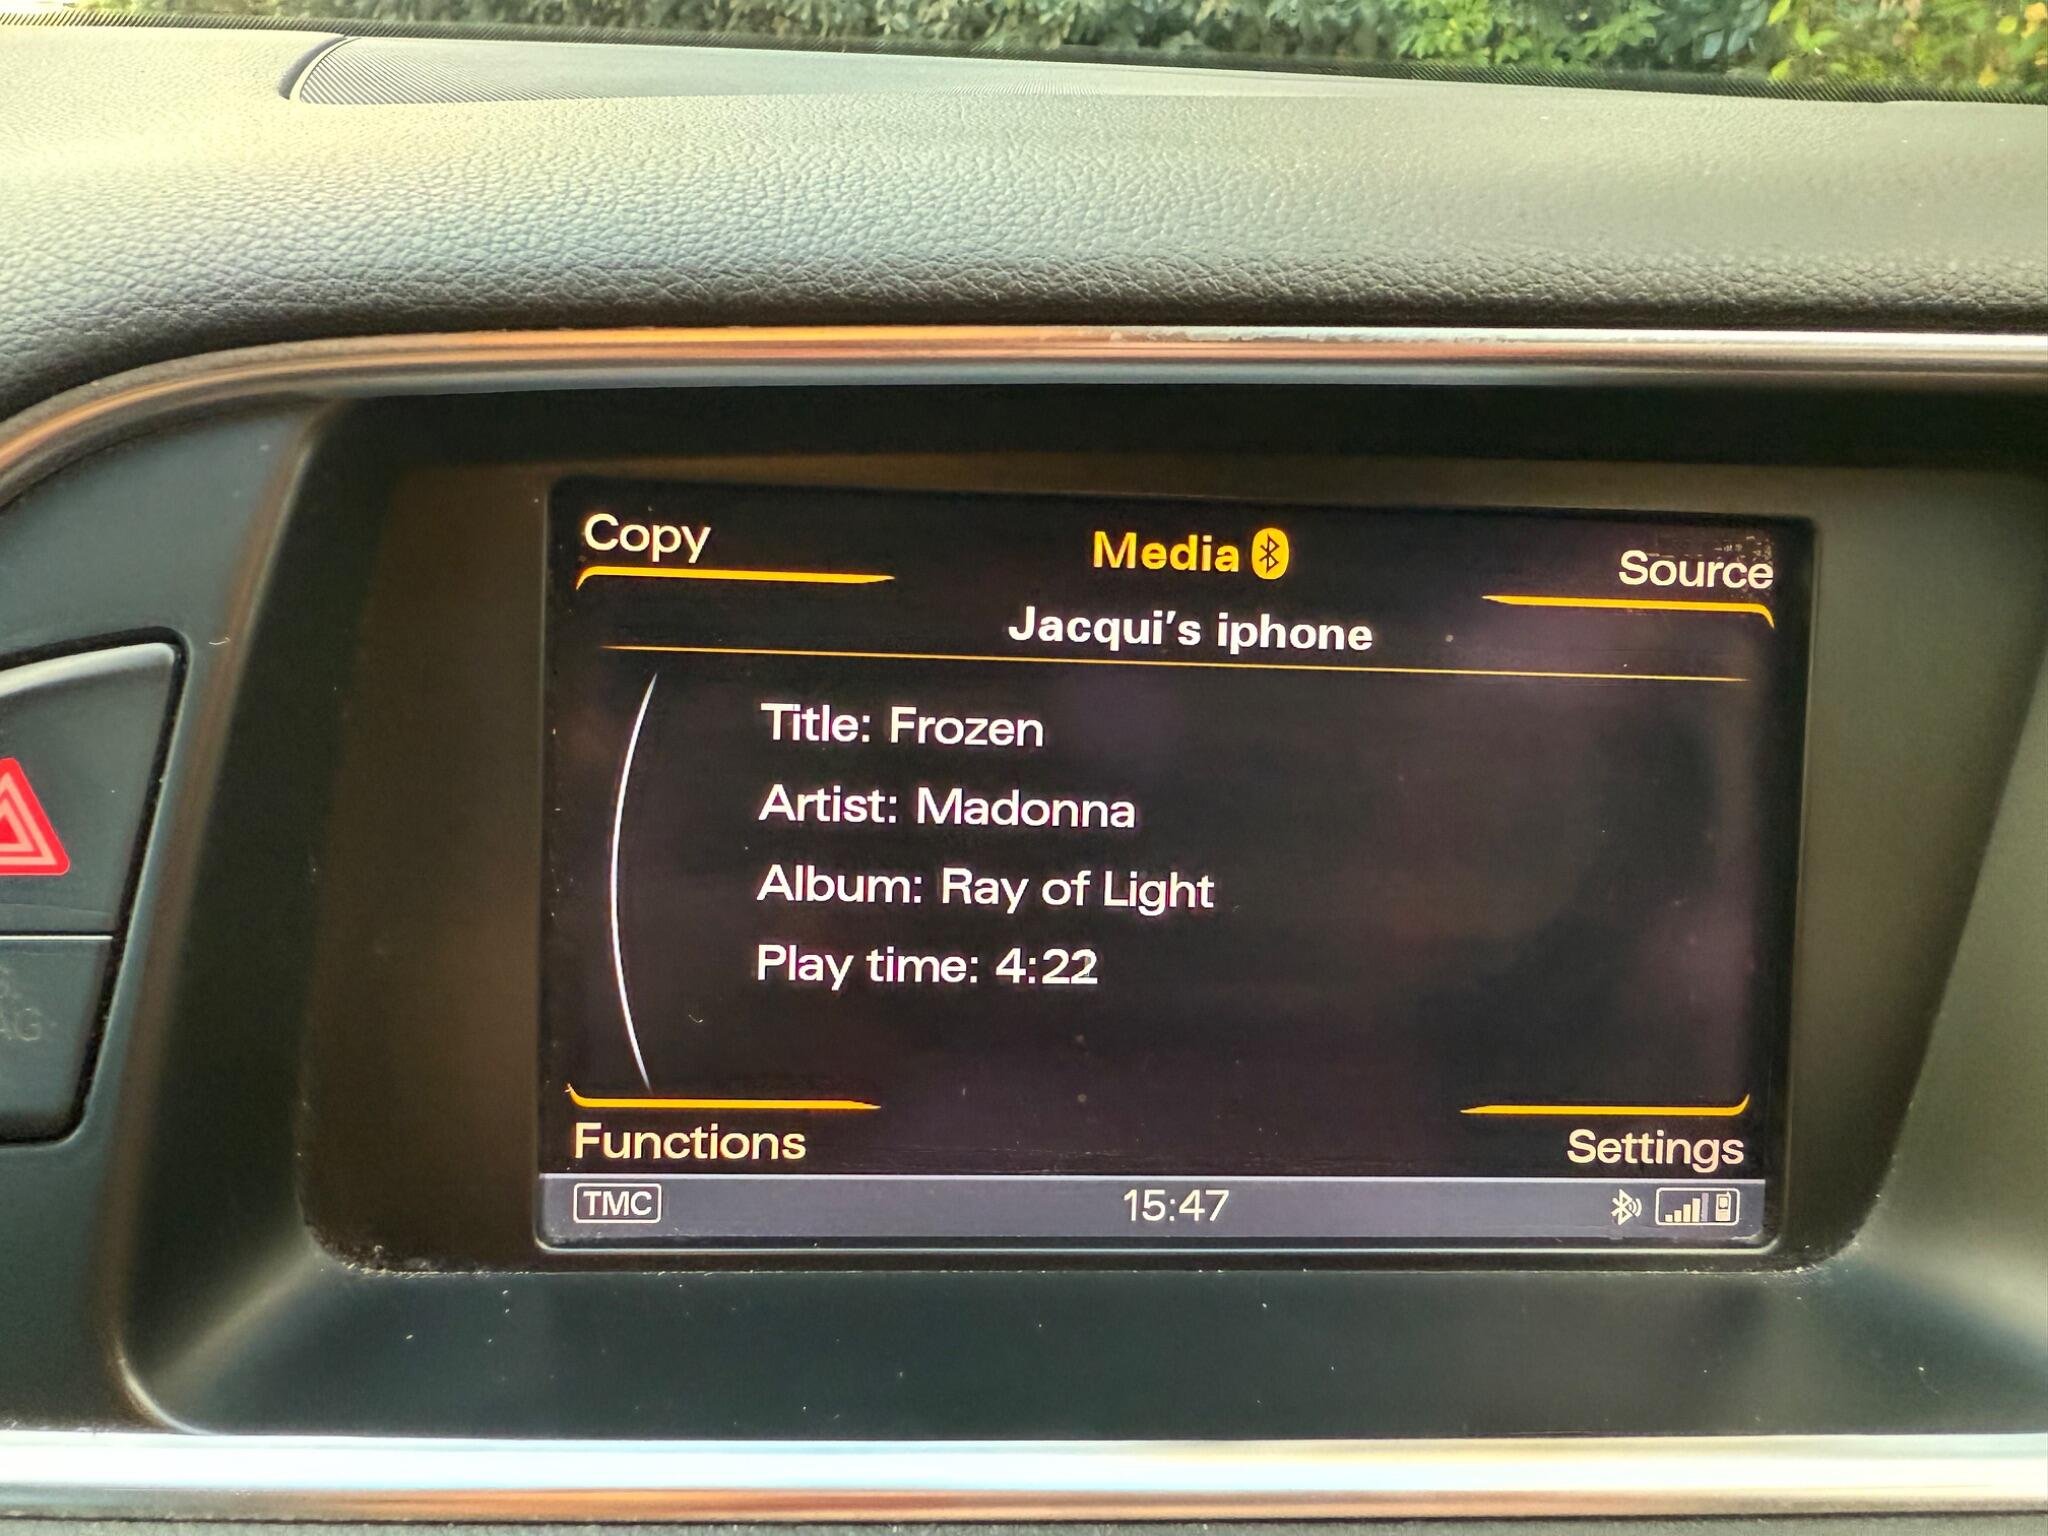 Copy
Media
Source
Jacqui's iphone
Title: Frozen
Artist: Madonna
Album: Ray of Light
Play time: 4:22
Functions
Settings
TMC
15:47